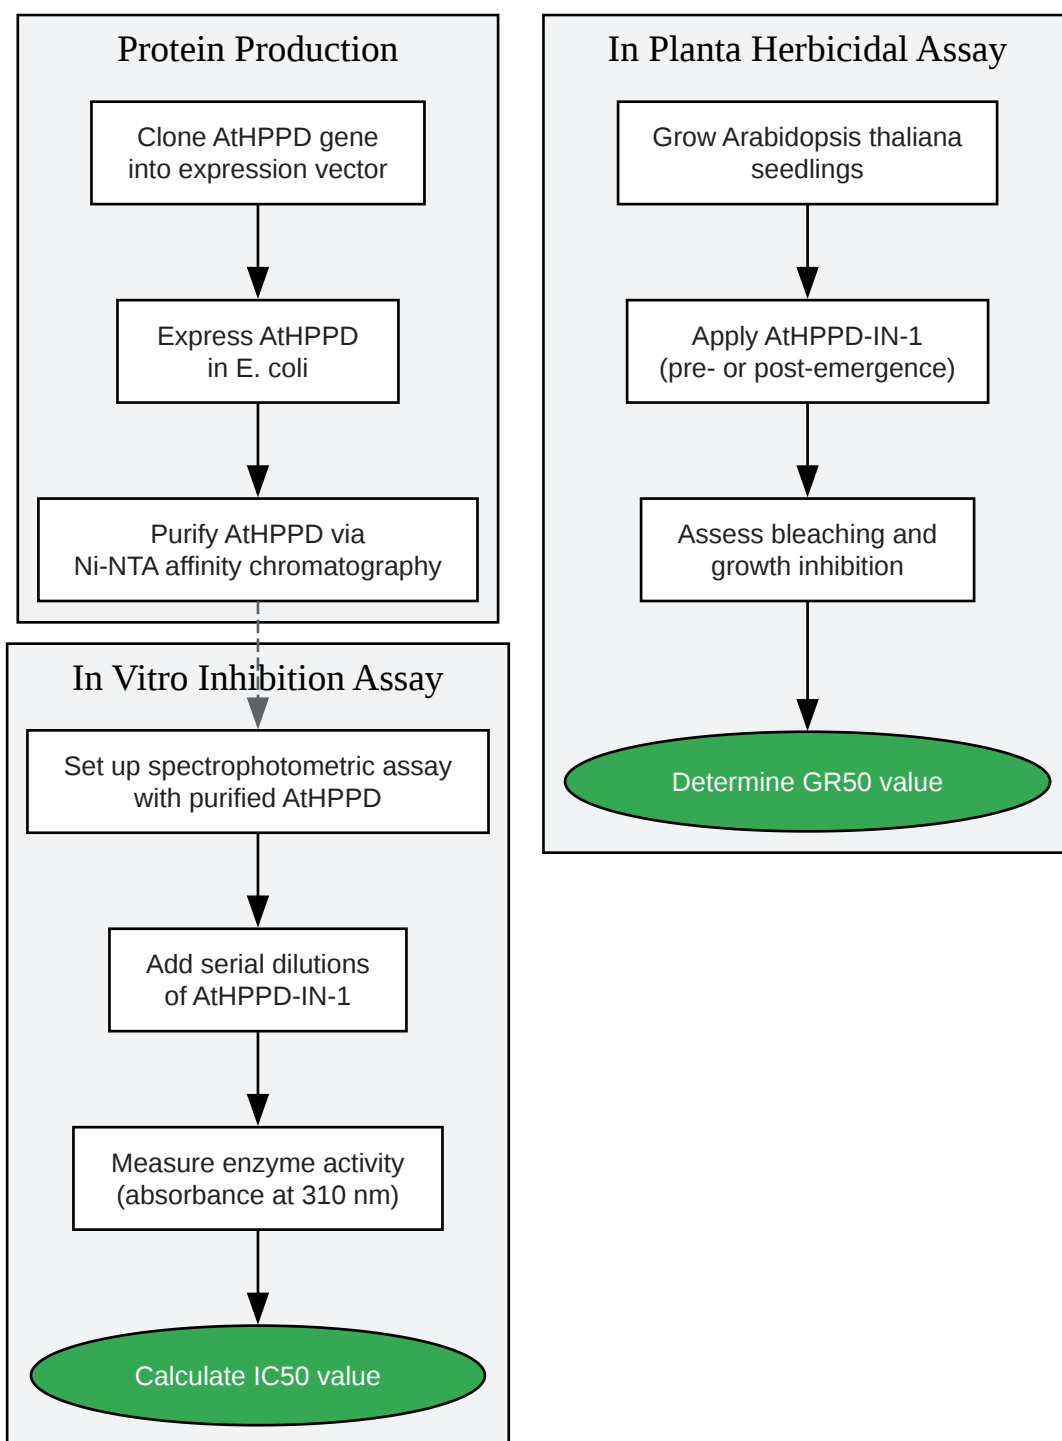 Protein Production
Clone AtHPPD gene
into expression vector
Express AtHPPD
in E. coli
Purify AtHPPD via
Ni-NTA affinity chromatography
In Vitro Inhibition Assay
Set up spectrophotometric assay
with purified AtHPPD
Add serial dilutions
of AtHPPD-IN-1
Measure enzyme activity
(absorbance at 310 nm)
Calculate IC50 value
In Planta Herbicidal Assay
Grow Arabidopsis thaliana
seedlings
Apply AtHPPD-IN-1
(pre- or post-emergence)
Assess bleaching and
growth inhibition
Determine GR50 value